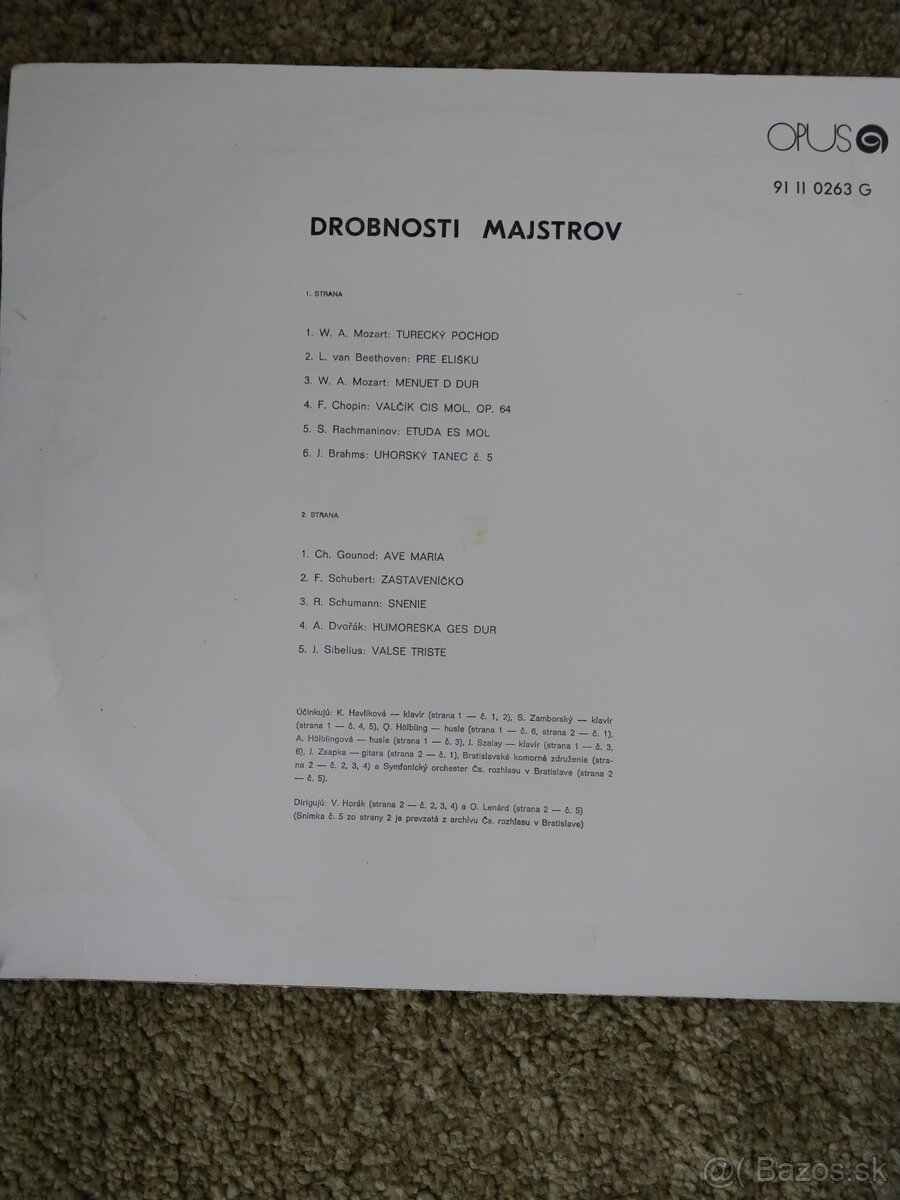 OPUS
91 11 0263 G
DROBNOSTI MAJSTROV
1. STRANA
1. W. A. Mozart: TURECKÝ POCHOD
2. L. van Beethoven: PRE ELIŠKU
3. W. A. Mozart: MENUET D DUR
4. F. Chopin: VALČÍK CIS MOL, OP. 64
5. S. Rachmaninov: ETUDA ES MOL
6. J. Brahms: UHORSKÝ TANEC č. 5
2. STRANA
1. Ch. Gounod: AVE MARIA
2. F. Schubert: ZASTAVENÍČKO
3. R. Schumann: SNENIE
4. A. Dvořák: HUMORESKA GES DUR
5. J. Sibelius: VALSE TRISTE
Účinkujú: K. Havlíková — klavír (strana 1 — č. 1, 2), S. Zamborský — klavír
(strana 1 — č. 4, 5), Q. Hölbling — husle (strana 1 — č. 6, strana 2 — č. 1),
A. Hölblingová — husle (strana 1 — č. 3), J. Szalay — klavír (strana 1 — č. 3,
6), J. Zsapka — gitara (strana 2 — č. 1), Bratislavské komorné združenie (stra-
na 2 — č. 2, 3, 4) a Symfonický orchester Čs. rozhlasu v Bratislave (strana 2
— č. 5).
Dirigujú: V. Horák (strana 2 — č. 2, 3, 4) a O. Lenárd (strana 2 — č. 5)
(Snímka č. 5 zo strany 2 je prevzatá z archívu Čs. rozhlasu v Bratislave)
@( Bazos.sk